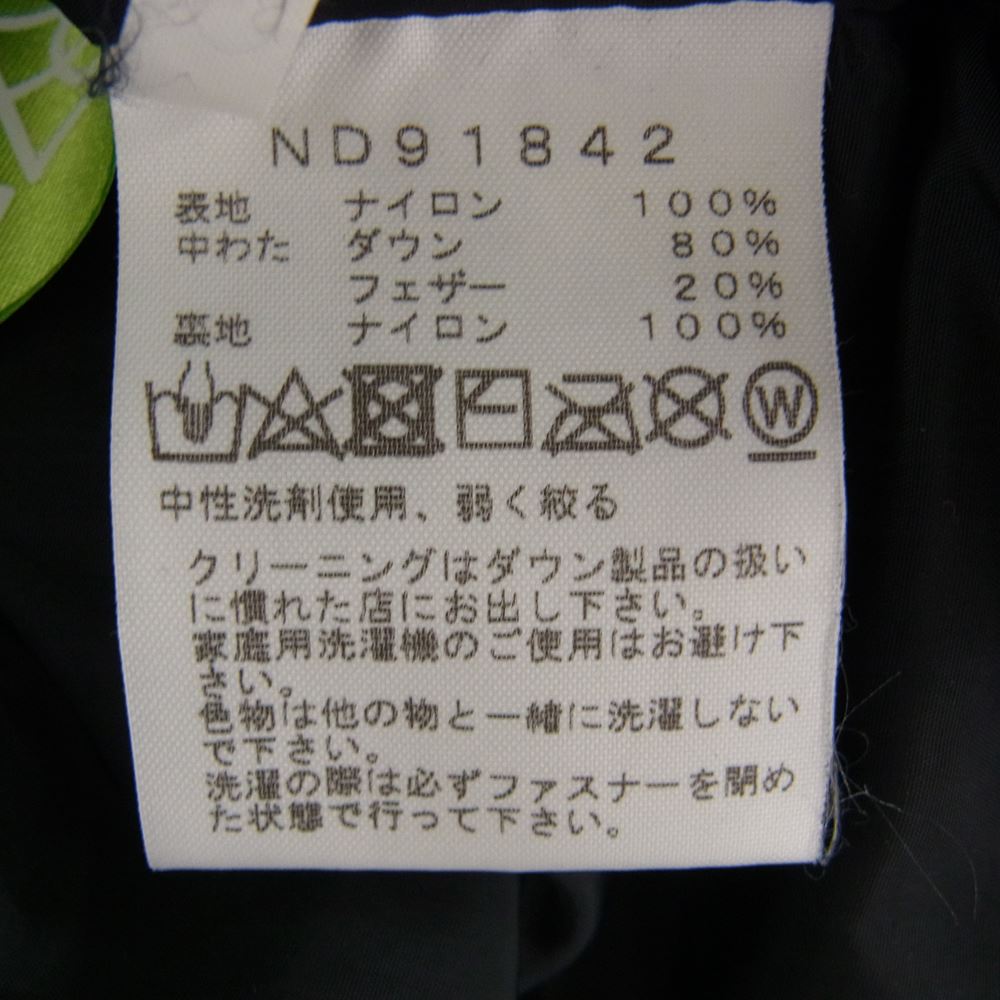 ND91842
表地 ナイロン 100%
中わた ダウン 80%
フェザー 20%
裏地 ナイロン 100%
W
中性洗剤使用、弱く絞る
クリーニングはダウン製品の扱い
に慣れた店にお出し下さい。
家庭用洗濯機のご使用はお避け下
さい。
色物は他の物と一緒に洗濯しない
で下さい。
洗濯の際は必ずファスナーを閉め
た状態で行って下さい。